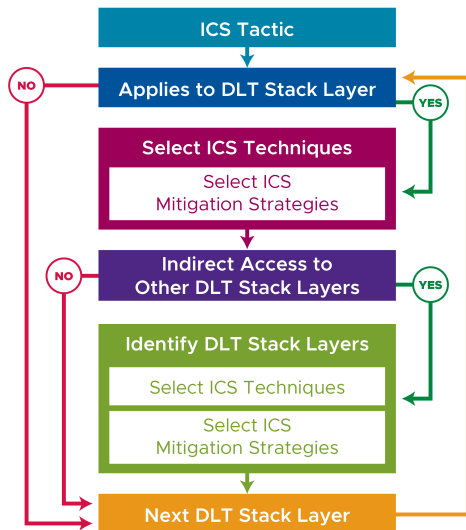 ICS Tactic
NO
Applies to DLT Stack Layer
YES
Select ICS Techniques
Select ICS
Mitigation Strategies
NO
Indirect Access to
Other DLT Stack Layers
YES
Identify DLT Stack Layers
Select ICS Techniques
Select ICS
Mitigation Strategies
Next DLT Stack Layer